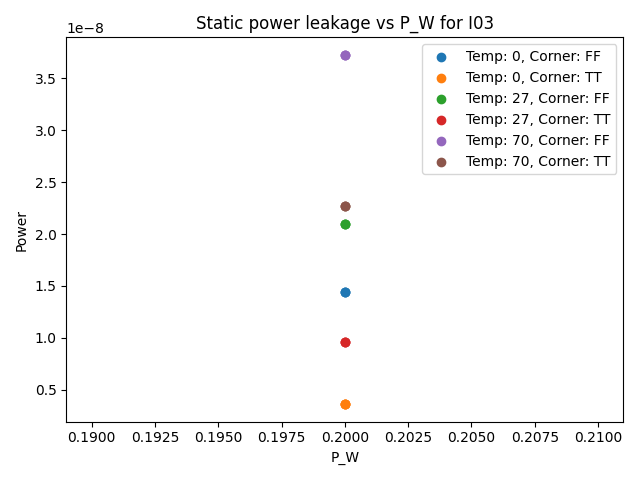 Static power leakage vs P_W for I03
1e−8
Temp: 0, Corner: FF
Temp: 0, Corner: TT
Temp: 27, Corner: FF
Temp: 27, Corner: TT
Temp: 70, Corner: FF
Temp: 70, Corner: TT
3.5
3.0
2.5
2.0
1.5
1.0
0.5
Power
0.1900 0.1925 0.1950 0.1975 0.2000 0.2025 0.2050 0.2075 0.2100
P_W